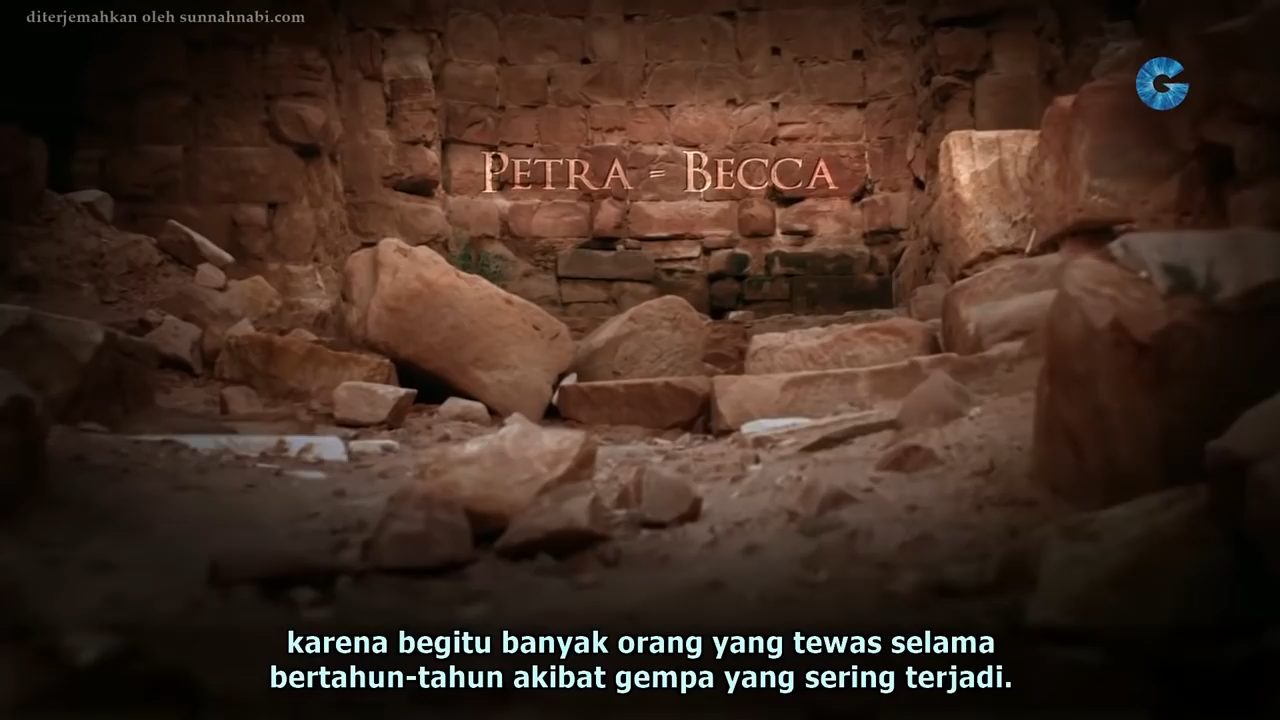 diterjemahkan oleh sunnahnabi.com
PETRA = BECCA
karena begitu banyak orang yang tewas selama
bertahun-tahun akibat gempa yang sering terjadi.